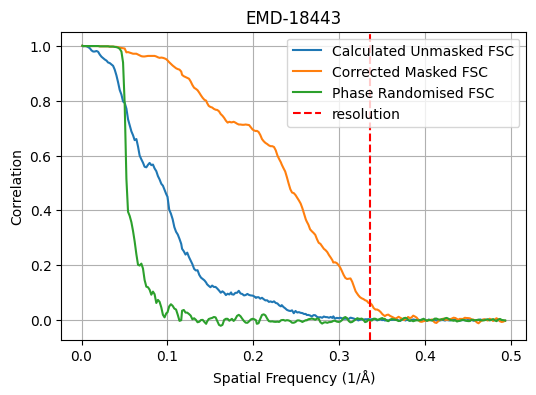 EMD-18443
Calculated Unmasked FSC
Corrected Masked FSC
Phase Randomised FSC
resolution
Correlation
1.0
0.8
0.6
0.4
0.2
0.0
0.0 0.1 0.2 0.3 0.4 0.5
Spatial Frequency (1/Å)